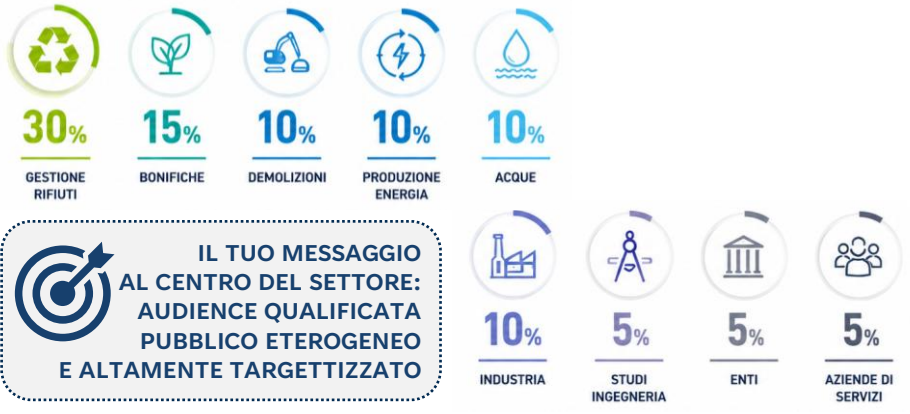 30%
GESTIONE
RIFIUTI
15%
BONIFICHE
10%
DEMOLIZIONI
10%
PRODUZIONE
ENERGIA
10%
ACQUE
IL TUO MESSAGGIO
AL CENTRO DEL SETTORE:
AUDIENCE QUALIFICATA
PUBBLICO ETEROGENEO
E ALTAMENTE TARGETTIZZATO
10%
INDUSTRIA
5%
STUDI
INGEGNERIA
5%
ENTI
5%
AZIENDE DI
SERVIZI